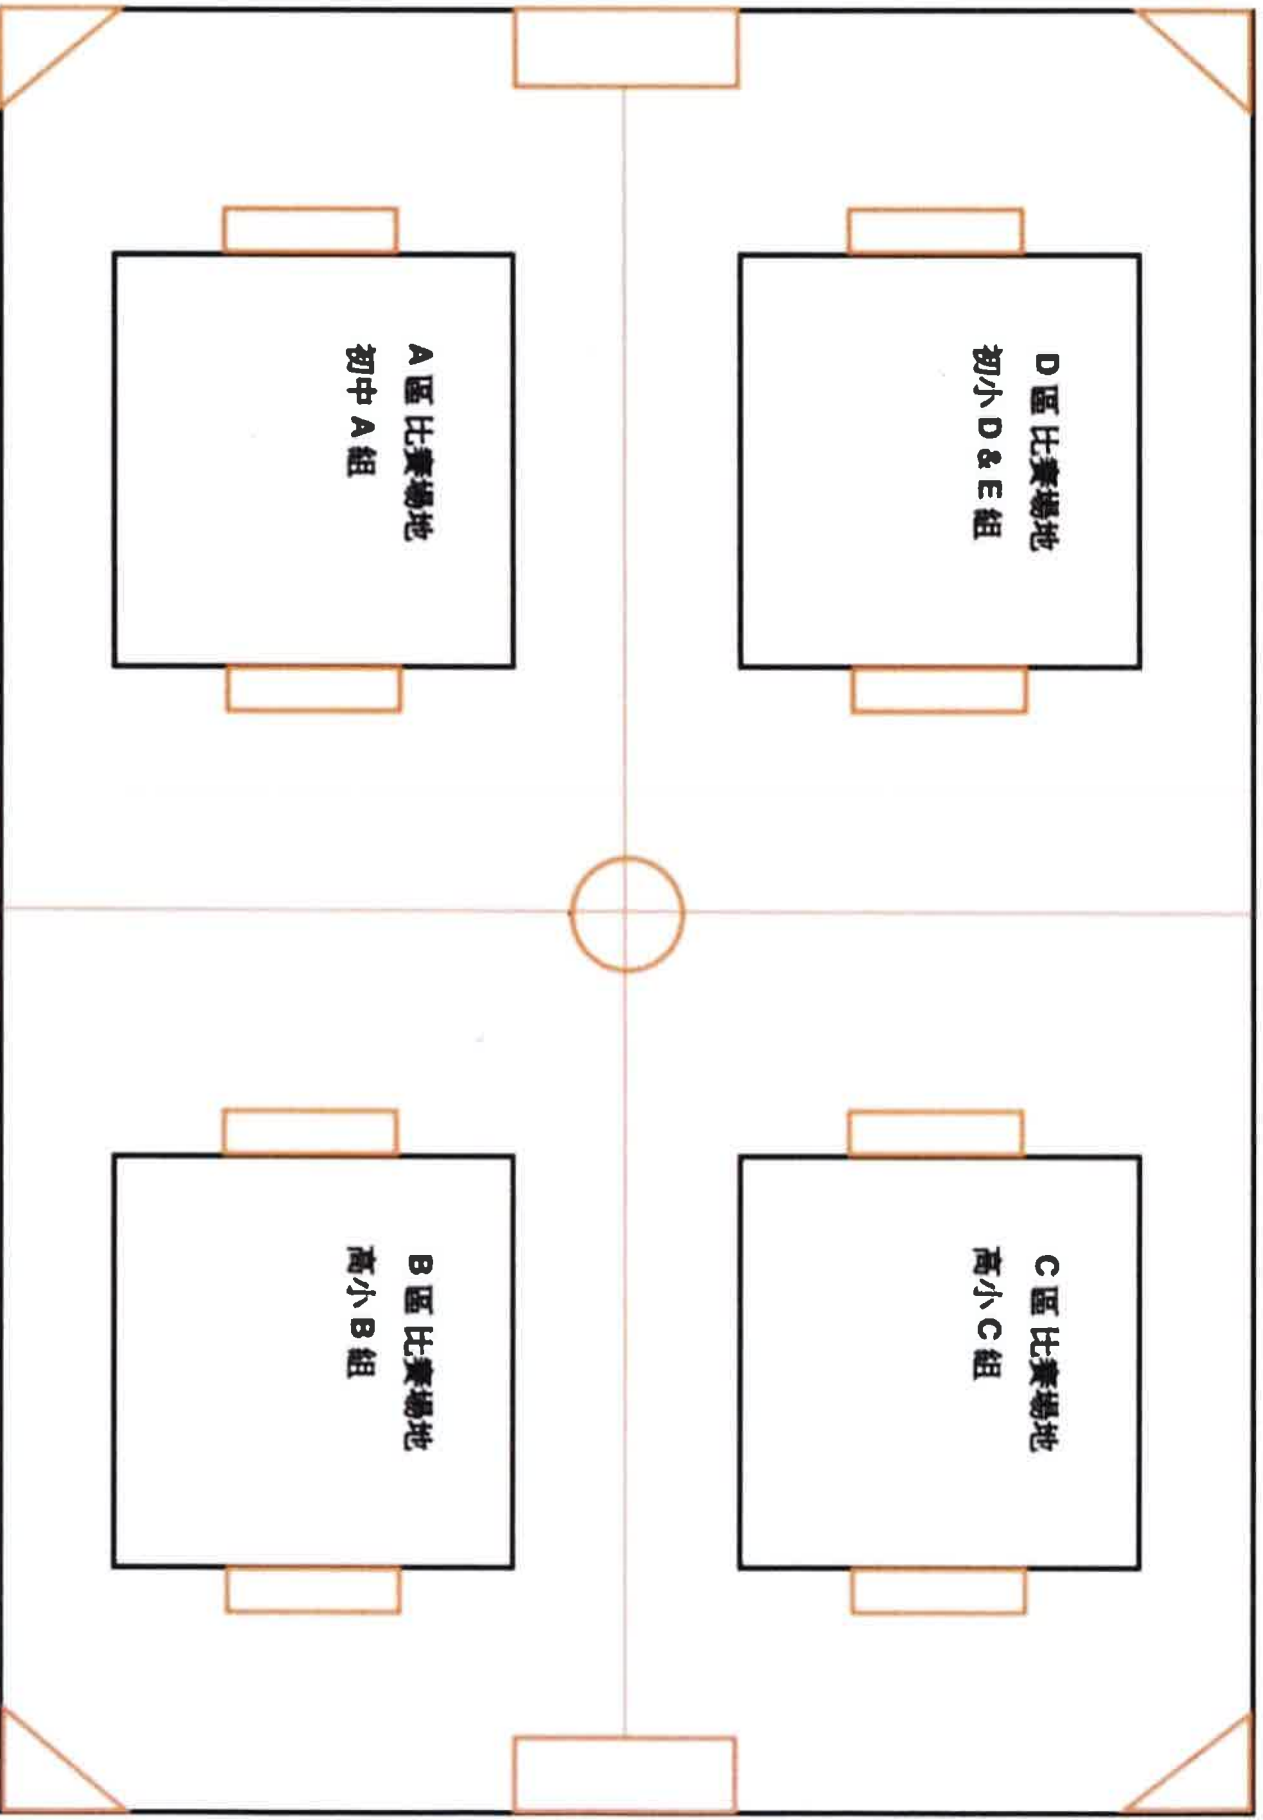 D 區 比賽場地
初小 D & E 組
C 區 比賽場地
高小 C 組
A 區 比賽場地
初中 A 組
B 區 比賽場地
高小 B 組